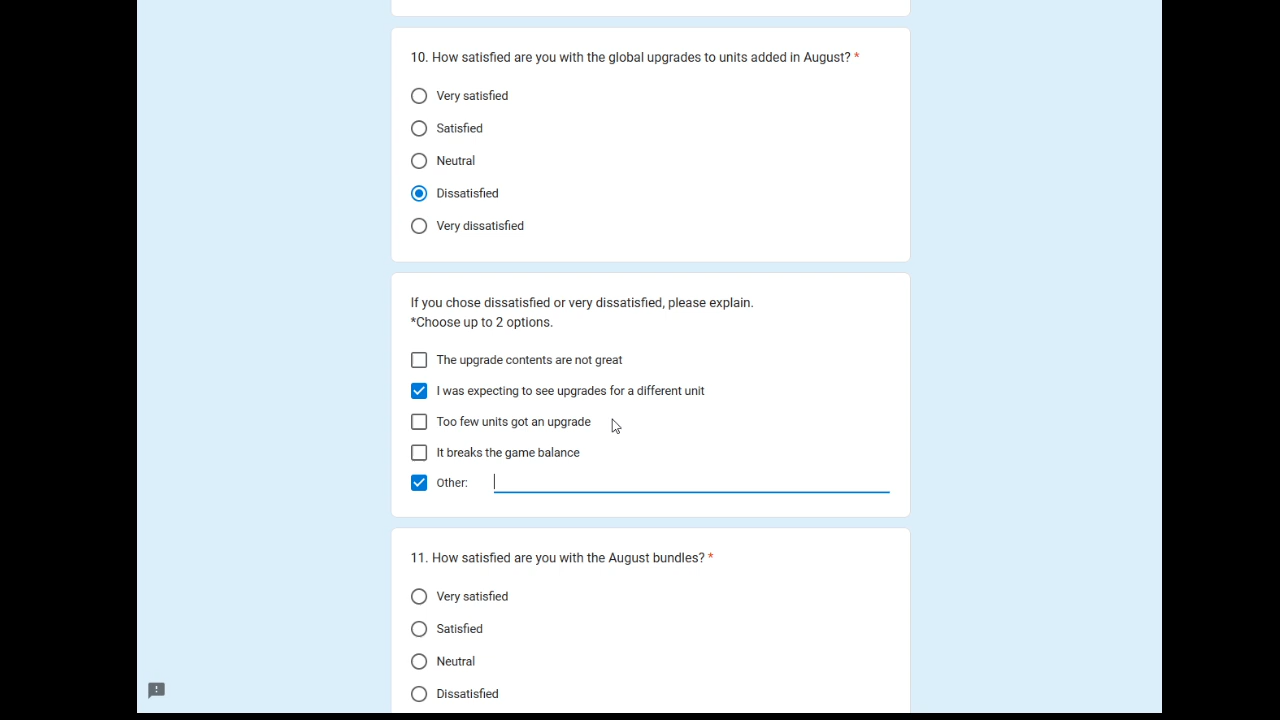 10. How satisfied are you with the global upgrades to units added in August? *
Very satisfied
Satisfied
Neutral
Dissatisfied
Very dissatisfied
If you chose dissatisfied or very dissatisfied, please explain.
*Choose up to 2 options.
The upgrade contents are not great
I was expecting to see upgrades for a different unit
Too few units got an upgrade
It breaks the game balance
Other:
11. How satisfied are you with the August bundles? *
Very satisfied
Satisfied
Neutral
Dissatisfied